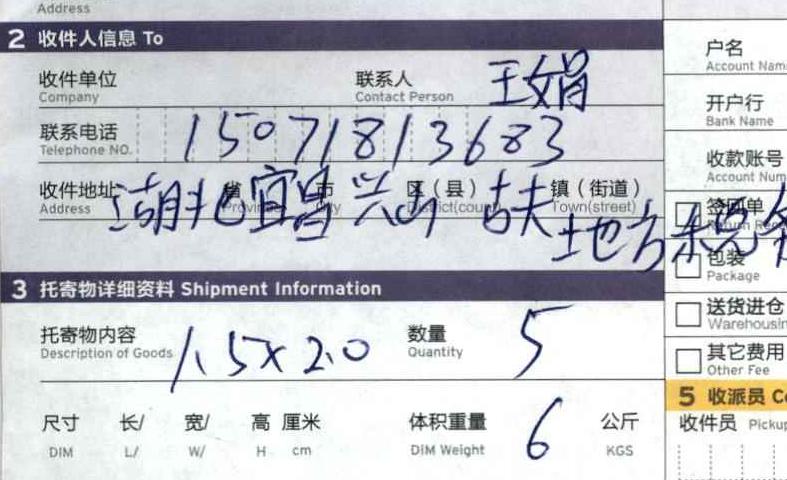 Address
2 收件人信息 To
收件单位 联系人 王娟
Company Contact Person
联系电话 15071813683
Telephone NO.
收件地址 湖北省宜昌市兴山区（县）古夫镇（街道）
Address Province City District(county) Town(street)
地方税务
3 托寄物详细资料 Shipment Information
托寄物内容 1.5×2.0 数量 5
Description of Goods Quantity
尺寸 长/ 宽/ 高 厘米 体积重量 6 公斤
DIM L/ W/ H cm DIM Weight KGS
户名
Account Nam
开户行
Bank Name
收款账号
Account Num
签回单
Return Rec
包装
Package
送货进仓
Warehousin
其它费用
Other Fee
5 收派员 Co
收件员 Pickup